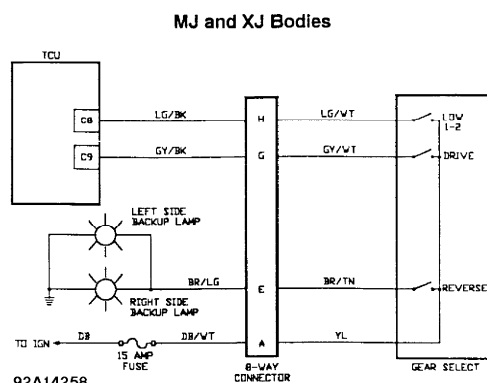 MJ and XJ Bodies
TCU
C8
LG/BK
H
LG/WT
LOW
1-2
C9
GY/BK
G
GY/WT
DRIVE
LEFT SIDE
BACKUP LAMP
BR/LG
E
BR/TN
REVERSE
RIGHT SIDE
BACKUP LAMP
TO IGN
DB
DB/WT
A
YL
15 AMP
FUSE
8-WAY
CONNECTOR
GEAR SELECT
92A14258